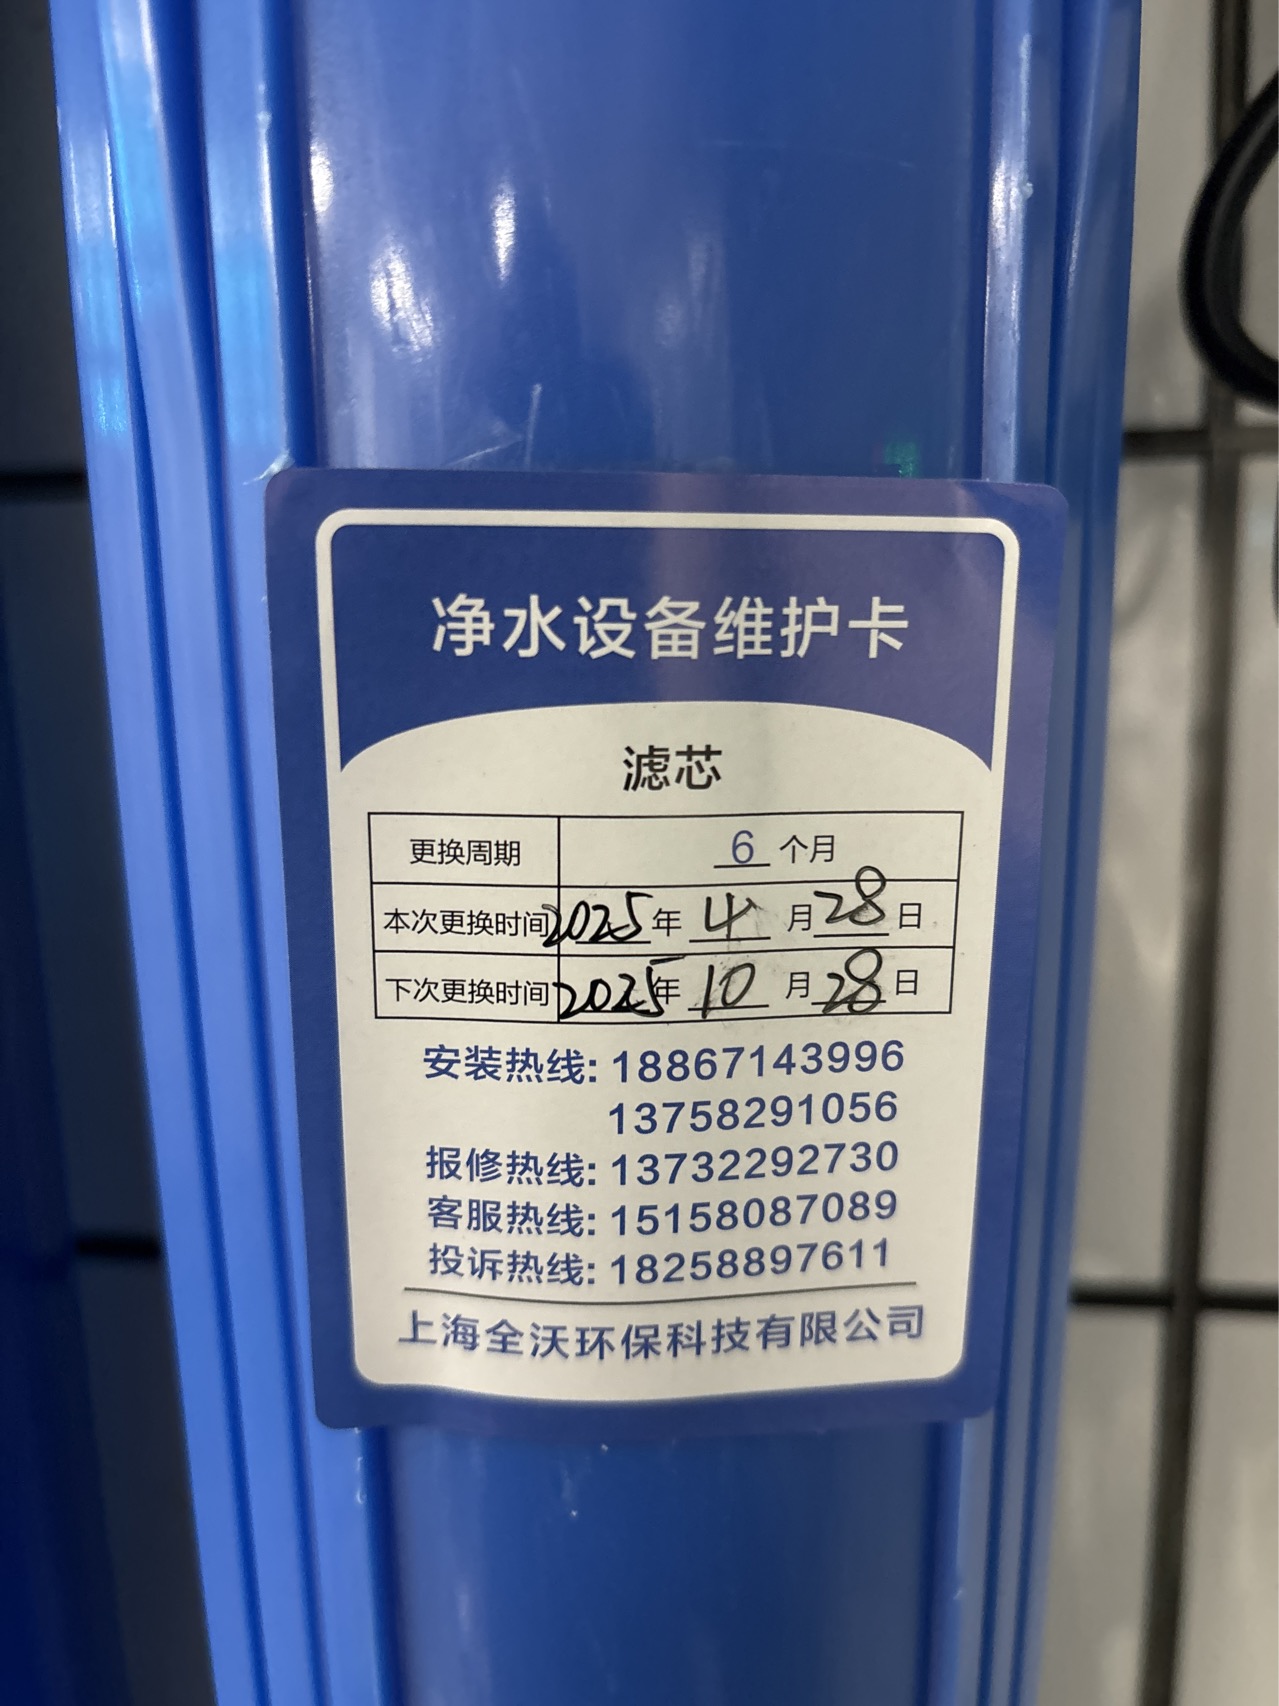 净水设备维护卡
滤芯
更换周期 6 个月
本次更换时间 2025 年 4 月 28 日
下次更换时间 2025 年 10 月 28 日
安装热线: 18867143996
13758291056
报修热线: 13732292730
客服热线: 15158087089
投诉热线: 18258897611
上海全沃环保科技有限公司